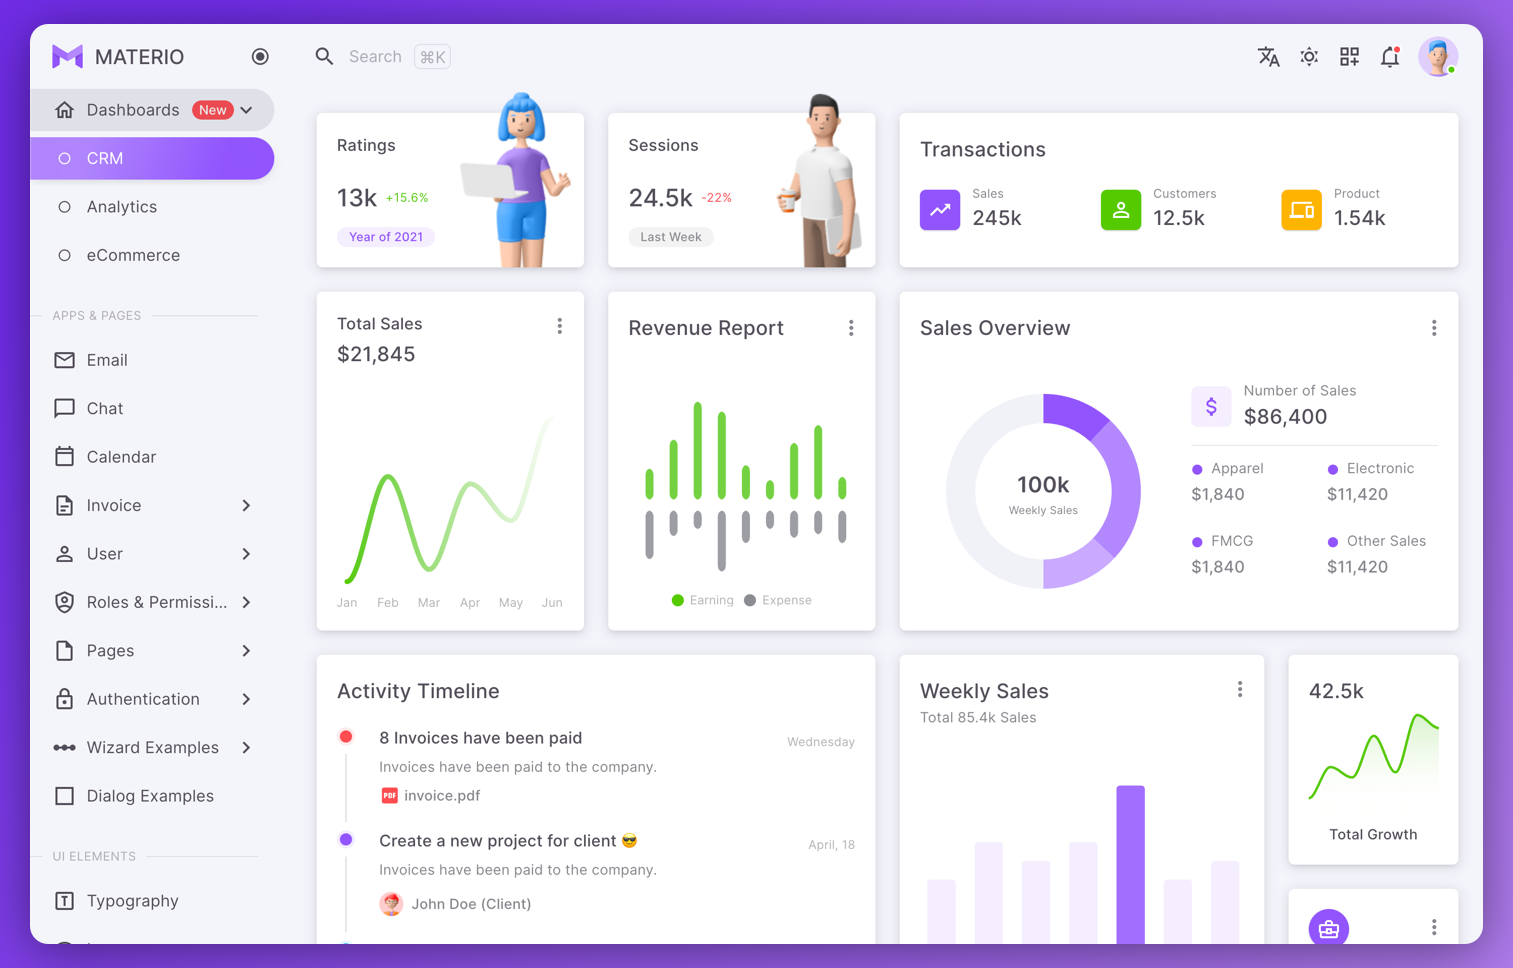 MATERIO
Search ⌘K
Dashboards New
CRM
Analytics
eCommerce
APPS & PAGES
Email
Chat
Calendar
Invoice
User
Roles & Permissi...
Pages
Authentication
Wizard Examples
Dialog Examples
UI ELEMENTS
Typography
Ratings
13k +15.6%
Year of 2021
Sessions
24.5k -22%
Last Week
Transactions
Sales
245k
Customers
12.5k
Product
1.54k
Total Sales
$21,845
Jan Feb Mar Apr May Jun
Revenue Report
Earning Expense
Sales Overview
100k
Weekly Sales
Number of Sales
$86,400
Apparel
$1,840
Electronic
$11,420
FMCG
$1,840
Other Sales
$11,420
Activity Timeline
8 Invoices have been paid
Wednesday
Invoices have been paid to the company.
PDF invoice.pdf
Create a new project for client 😎
April, 18
Invoices have been paid to the company.
John Doe (Client)
Weekly Sales
Total 85.4k Sales
42.5k
Total Growth